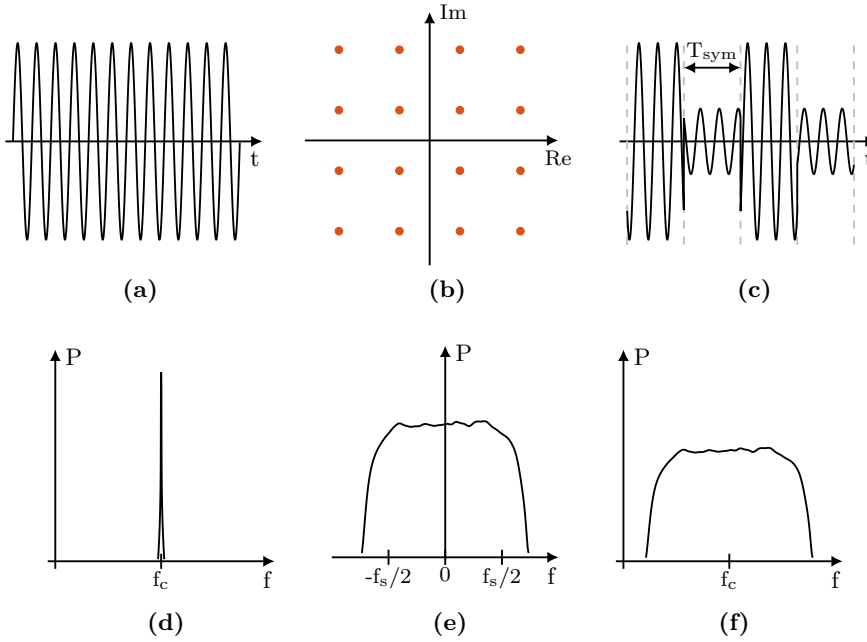 t
(a)
Im
Re
(b)
T_sym
t
(c)
P
f_c
f
(d)
P
-f_s/2
0
f_s/2
f
(e)
P
f_c
f
(f)